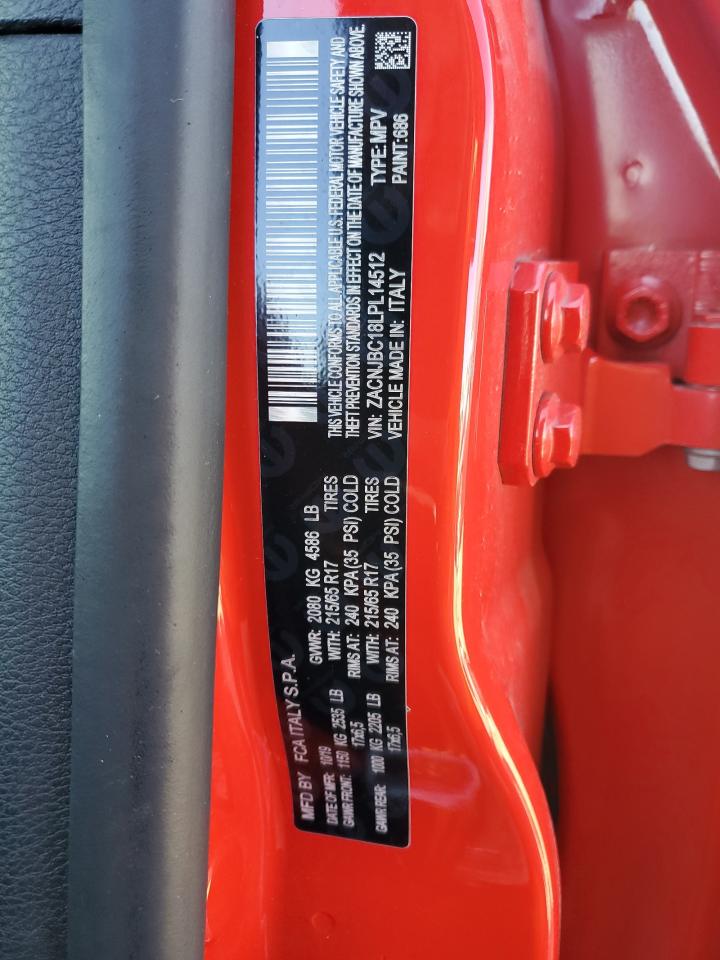 MFD BY FCA ITALY S.P.A.
DATE OF MFR: 10/19 GVWR: 2080 KG 4586 LB
GAWR FRONT: 1150 KG 2535 LB WITH: 215/65 R17 TIRES
17x6,5 RIMS AT: 240 KPA(35 PSI) COLD
GAWR REAR: 1000 KG 2205 LB WITH: 215/65 R17 TIRES
17x6,5 RIMS AT: 240 KPA(35 PSI) COLD
THIS VEHICLE CONFORMS TO ALL APPLICABLE U.S. FEDERAL MOTOR VEHICLE SAFETY AND
THEFT PREVENTION STANDARDS IN EFFECT ON THE DATE OF MANUFACTURE SHOWN ABOVE.
VIN: ZACNJBC18LPL14512 TYPE:MPV
VEHICLE MADE IN: ITALY PAINT:686